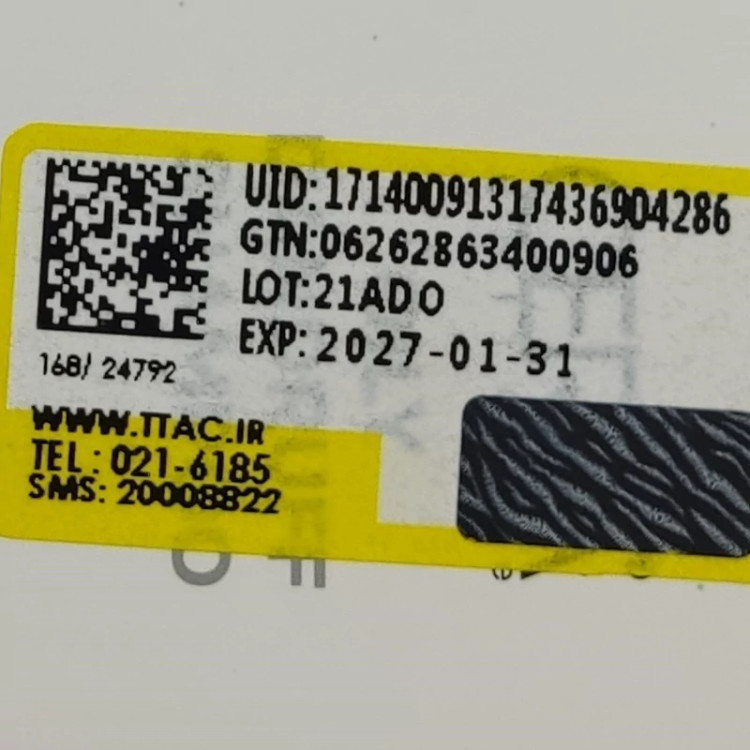 UID:17140091317436904286
GTN:06262863400906
LOT:21ADO
EXP:2027-01-31
168/ 24792
WWW.TTAC.IR
TEL: 021-6185
SMS: 20008822